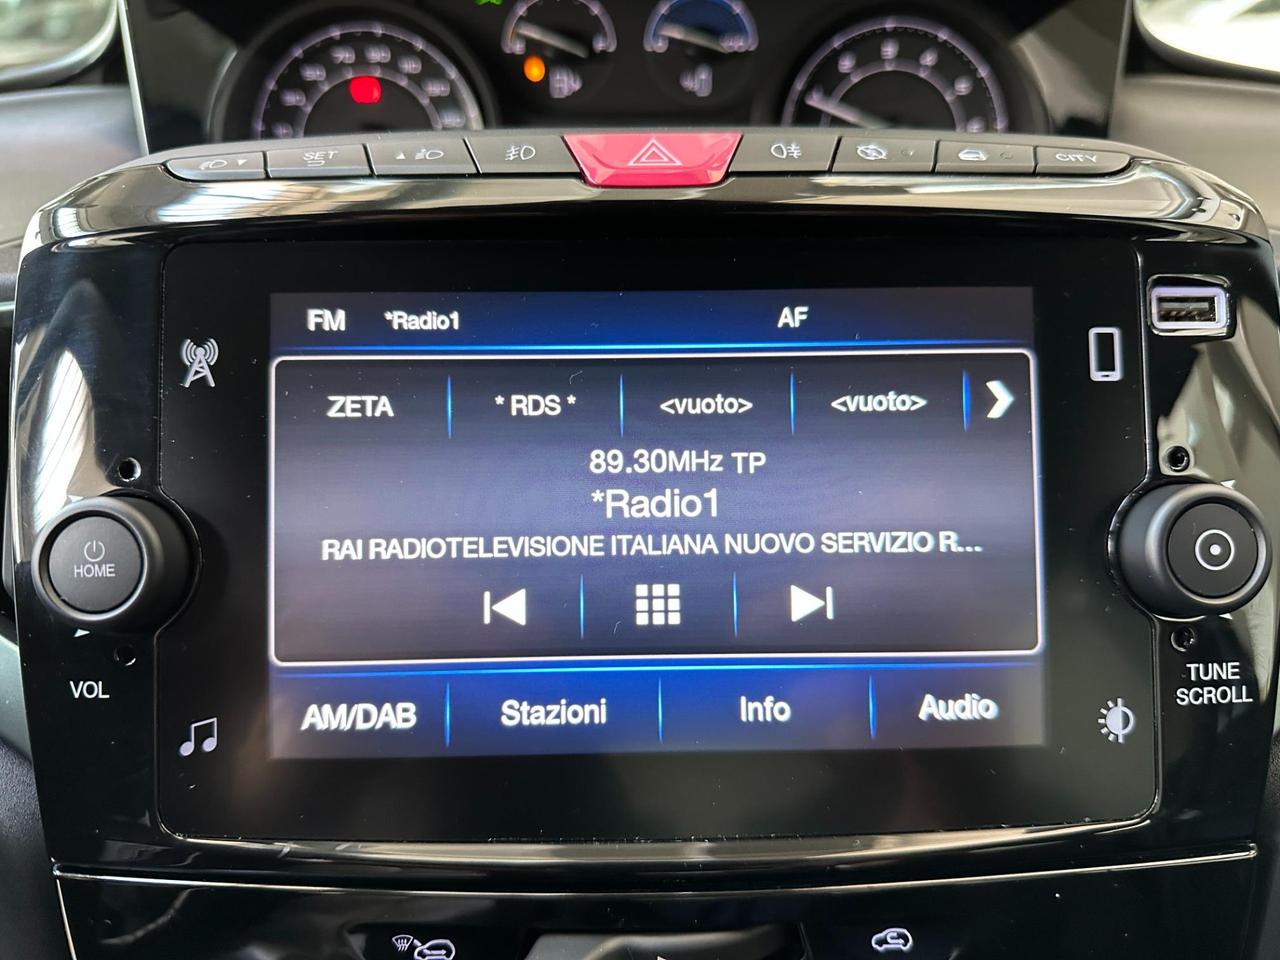 SET
CITY
FM *Radio1 AF
ZETA *RDS* <vuoto> <vuoto>
89.30MHz TP
*Radio1
RAI RADIOTELEVISIONE ITALIANA NUOVO SERVIZIO R...
AM/DAB Stazioni Info Audio
HOME
VOL
TUNE
SCROLL